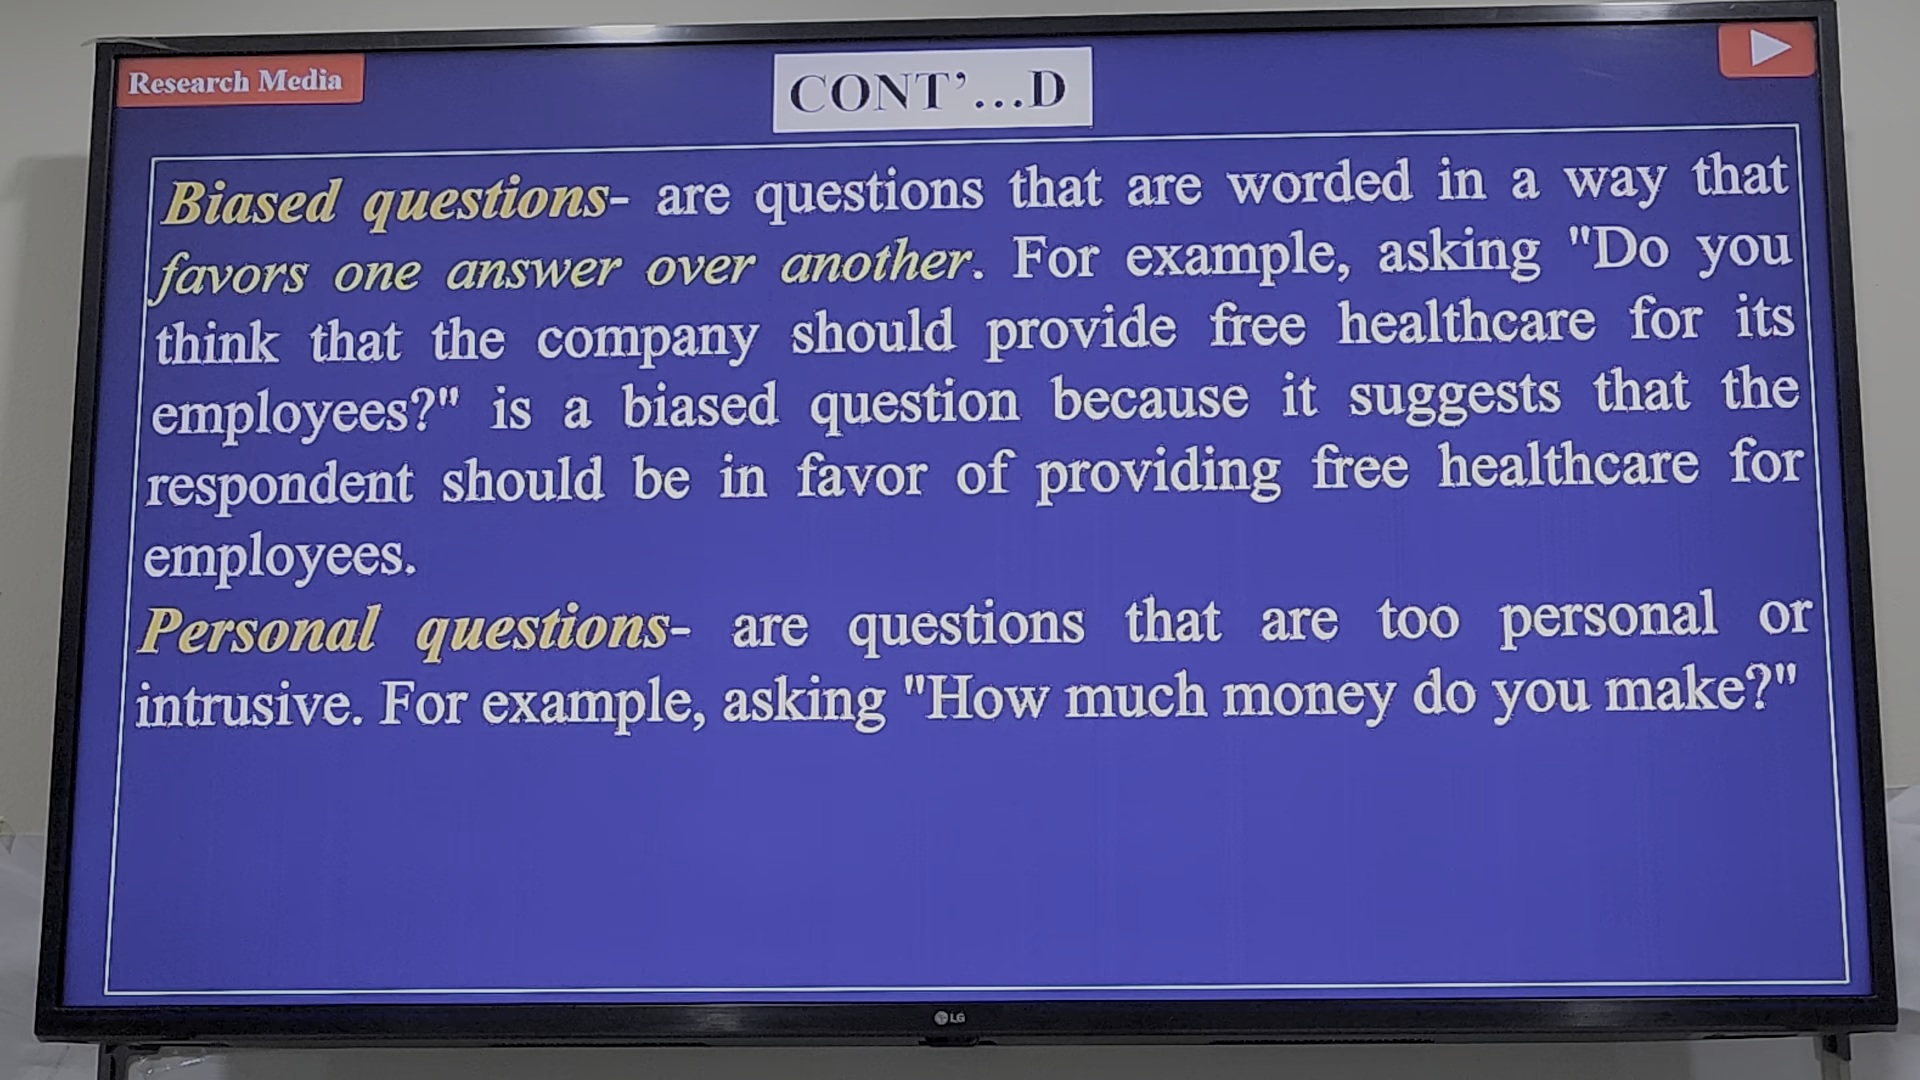 Research Media
CONT’...D
Biased questions- are questions that are worded in a way that
favors one answer over another. For example, asking "Do you
think that the company should provide free healthcare for its
employees?" is a biased question because it suggests that the
respondent should be in favor of providing free healthcare for
employees.
Personal questions- are questions that are too personal or
intrusive. For example, asking "How much money do you make?"
LG